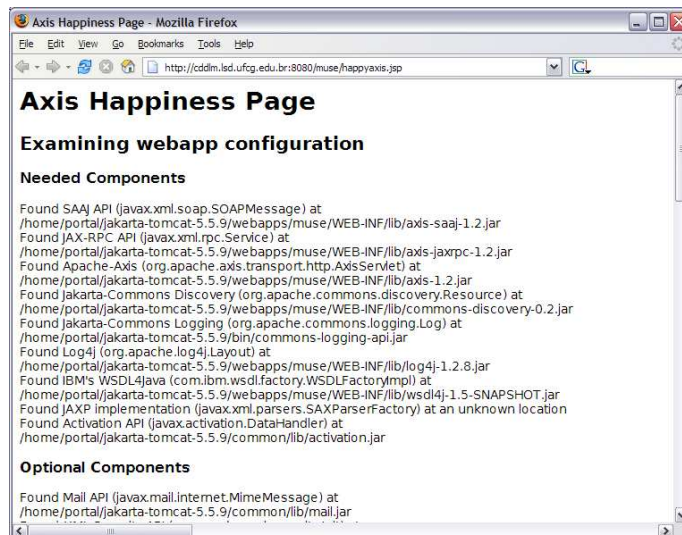 Axis Happiness Page - Mozilla Firefox
File Edit View Go Bookmarks Tools Help
http://cddlm.lsd.ufcg.edu.br:8080/muse/happyaxis.jsp
G
Axis Happiness Page
Examining webapp configuration
Needed Components
Found SAAJ API (javax.xml.soap.SOAPMessage) at
/home/portal/jakarta-tomcat-5.5.9/webapps/muse/WEB-INF/lib/axis-saaj-1.2.jar
Found JAX-RPC API (javax.xml.rpc.Service) at
/home/portal/jakarta-tomcat-5.5.9/webapps/muse/WEB-INF/lib/axis-jaxrpc-1.2.jar
Found Apache-Axis (org.apache.axis.transport.http.AxisServlet) at
/home/portal/jakarta-tomcat-5.5.9/webapps/muse/WEB-INF/lib/axis-1.2.jar
Found Jakarta-Commons Discovery (org.apache.commons.discovery.Resource) at
/home/portal/jakarta-tomcat-5.5.9/webapps/muse/WEB-INF/lib/commons-discovery-0.2.jar
Found Jakarta-Commons Logging (org.apache.commons.logging.Log) at
/home/portal/jakarta-tomcat-5.5.9/bin/commons-logging-api.jar
Found Log4j (org.apache.log4j.Layout) at
/home/portal/jakarta-tomcat-5.5.9/webapps/muse/WEB-INF/lib/log4j-1.2.8.jar
Found IBM's WSDL4Java (com.ibm.wsdl.factory.WSDLFactoryImpl) at
/home/portal/jakarta-tomcat-5.5.9/webapps/muse/WEB-INF/lib/wsdl4j-1.5-SNAPSHOT.jar
Found JAXP implementation (javax.xml.parsers.SAXParserFactory) at an unknown location
Found Activation API (javax.activation.DataHandler) at
/home/portal/jakarta-tomcat-5.5.9/common/lib/activation.jar
Optional Components
Found Mail API (javax.mail.internet.MimeMessage) at
/home/portal/jakarta-tomcat-5.5.9/common/lib/mail.jar